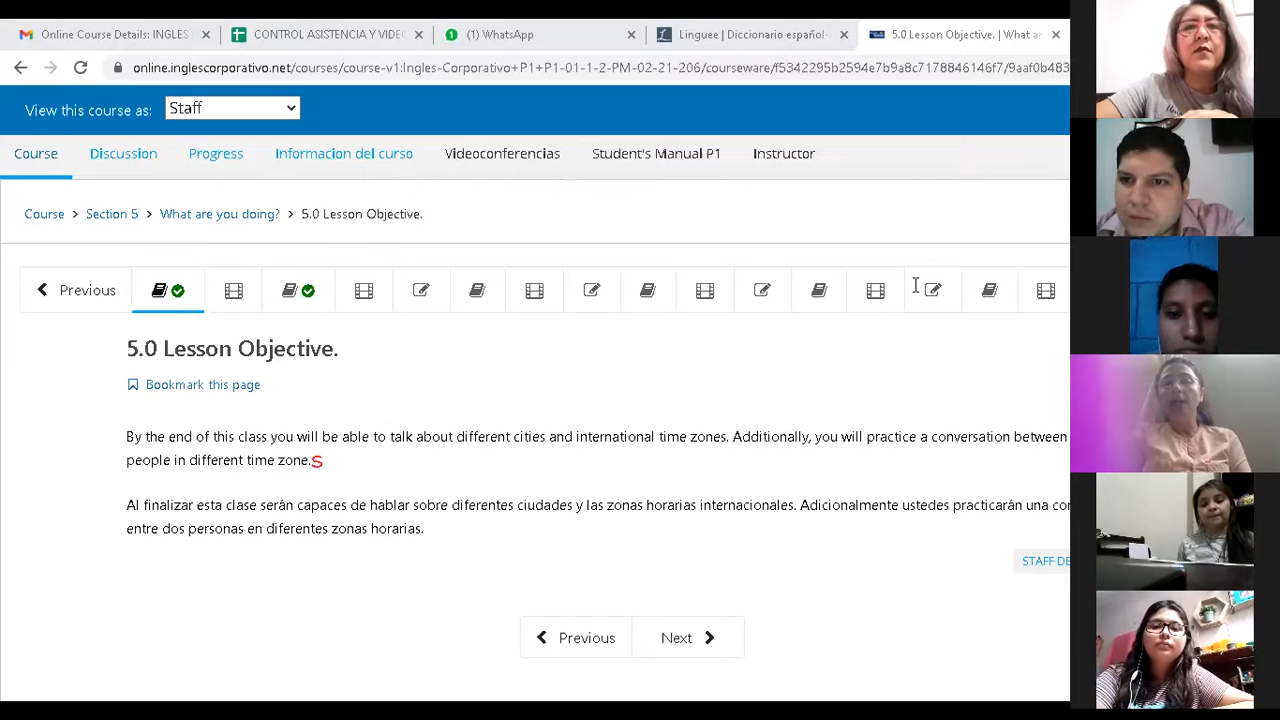 Online Course Details: INGLES
CONTROL ASISTENCIA Y VIDE
(1) WhatsApp
Linguee | Diccionario español-
5.0 Lesson Objective. | What ar
online.inglescorporativo.net/courses/course-v1:Ingles-Corporativo+P1+P1-01-1-2-PM-02-21-206/courseware/f5342295b2594e7b9a8c7178846146f7/9aaf0b483
View this course as:
Staff
Course
Discussion
Progress
Informacion del curso
Videoconferencias
Student's Manual P1
Instructor
Course > Section 5 > What are you doing? > 5.0 Lesson Objective.
Previous
5.0 Lesson Objective.
Bookmark this page
By the end of this class you will be able to talk about different cities and international time zones. Additionally, you will practice a conversation between
people in different time zone.S
Al finalizar esta clase serán capaces de hablar sobre diferentes ciudades y las zonas horarias internacionales. Adicionalmente ustedes practicarán una con
entre dos personas en diferentes zonas horarias.
STAFF DE
Previous
Next